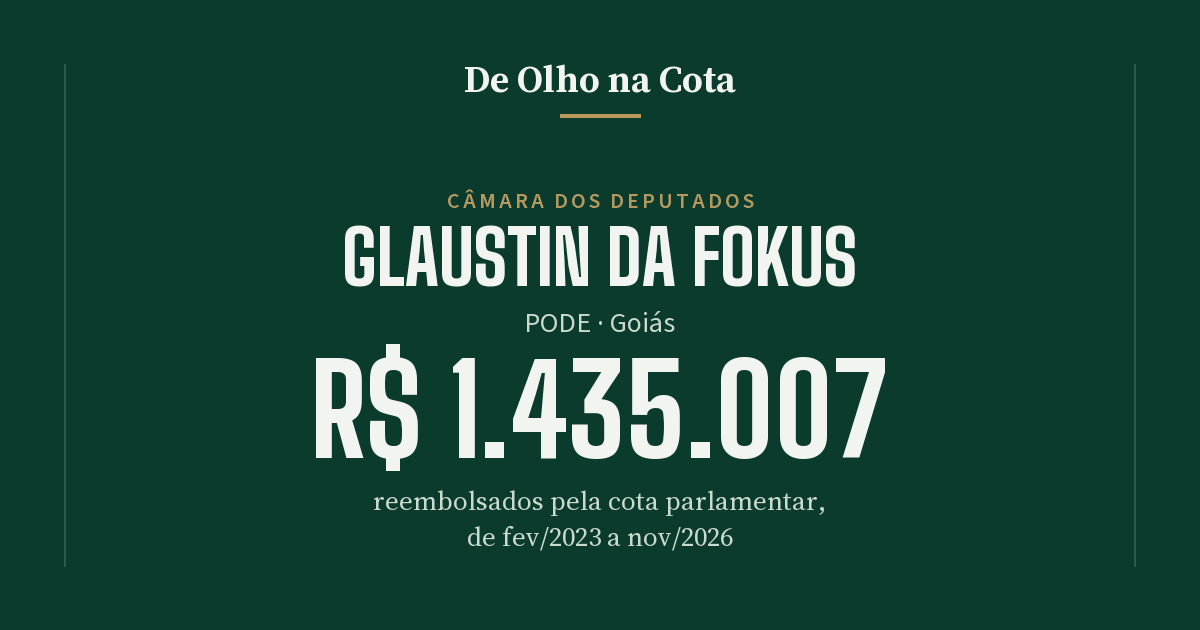 De Olho na Cota
CÂMARA DOS DEPUTADOS
GLAUSTIN DA FOKUS
PODE · Goiás
R$ 1.435.007
reembolsados pela cota parlamentar,
de fev/2023 a nov/2026